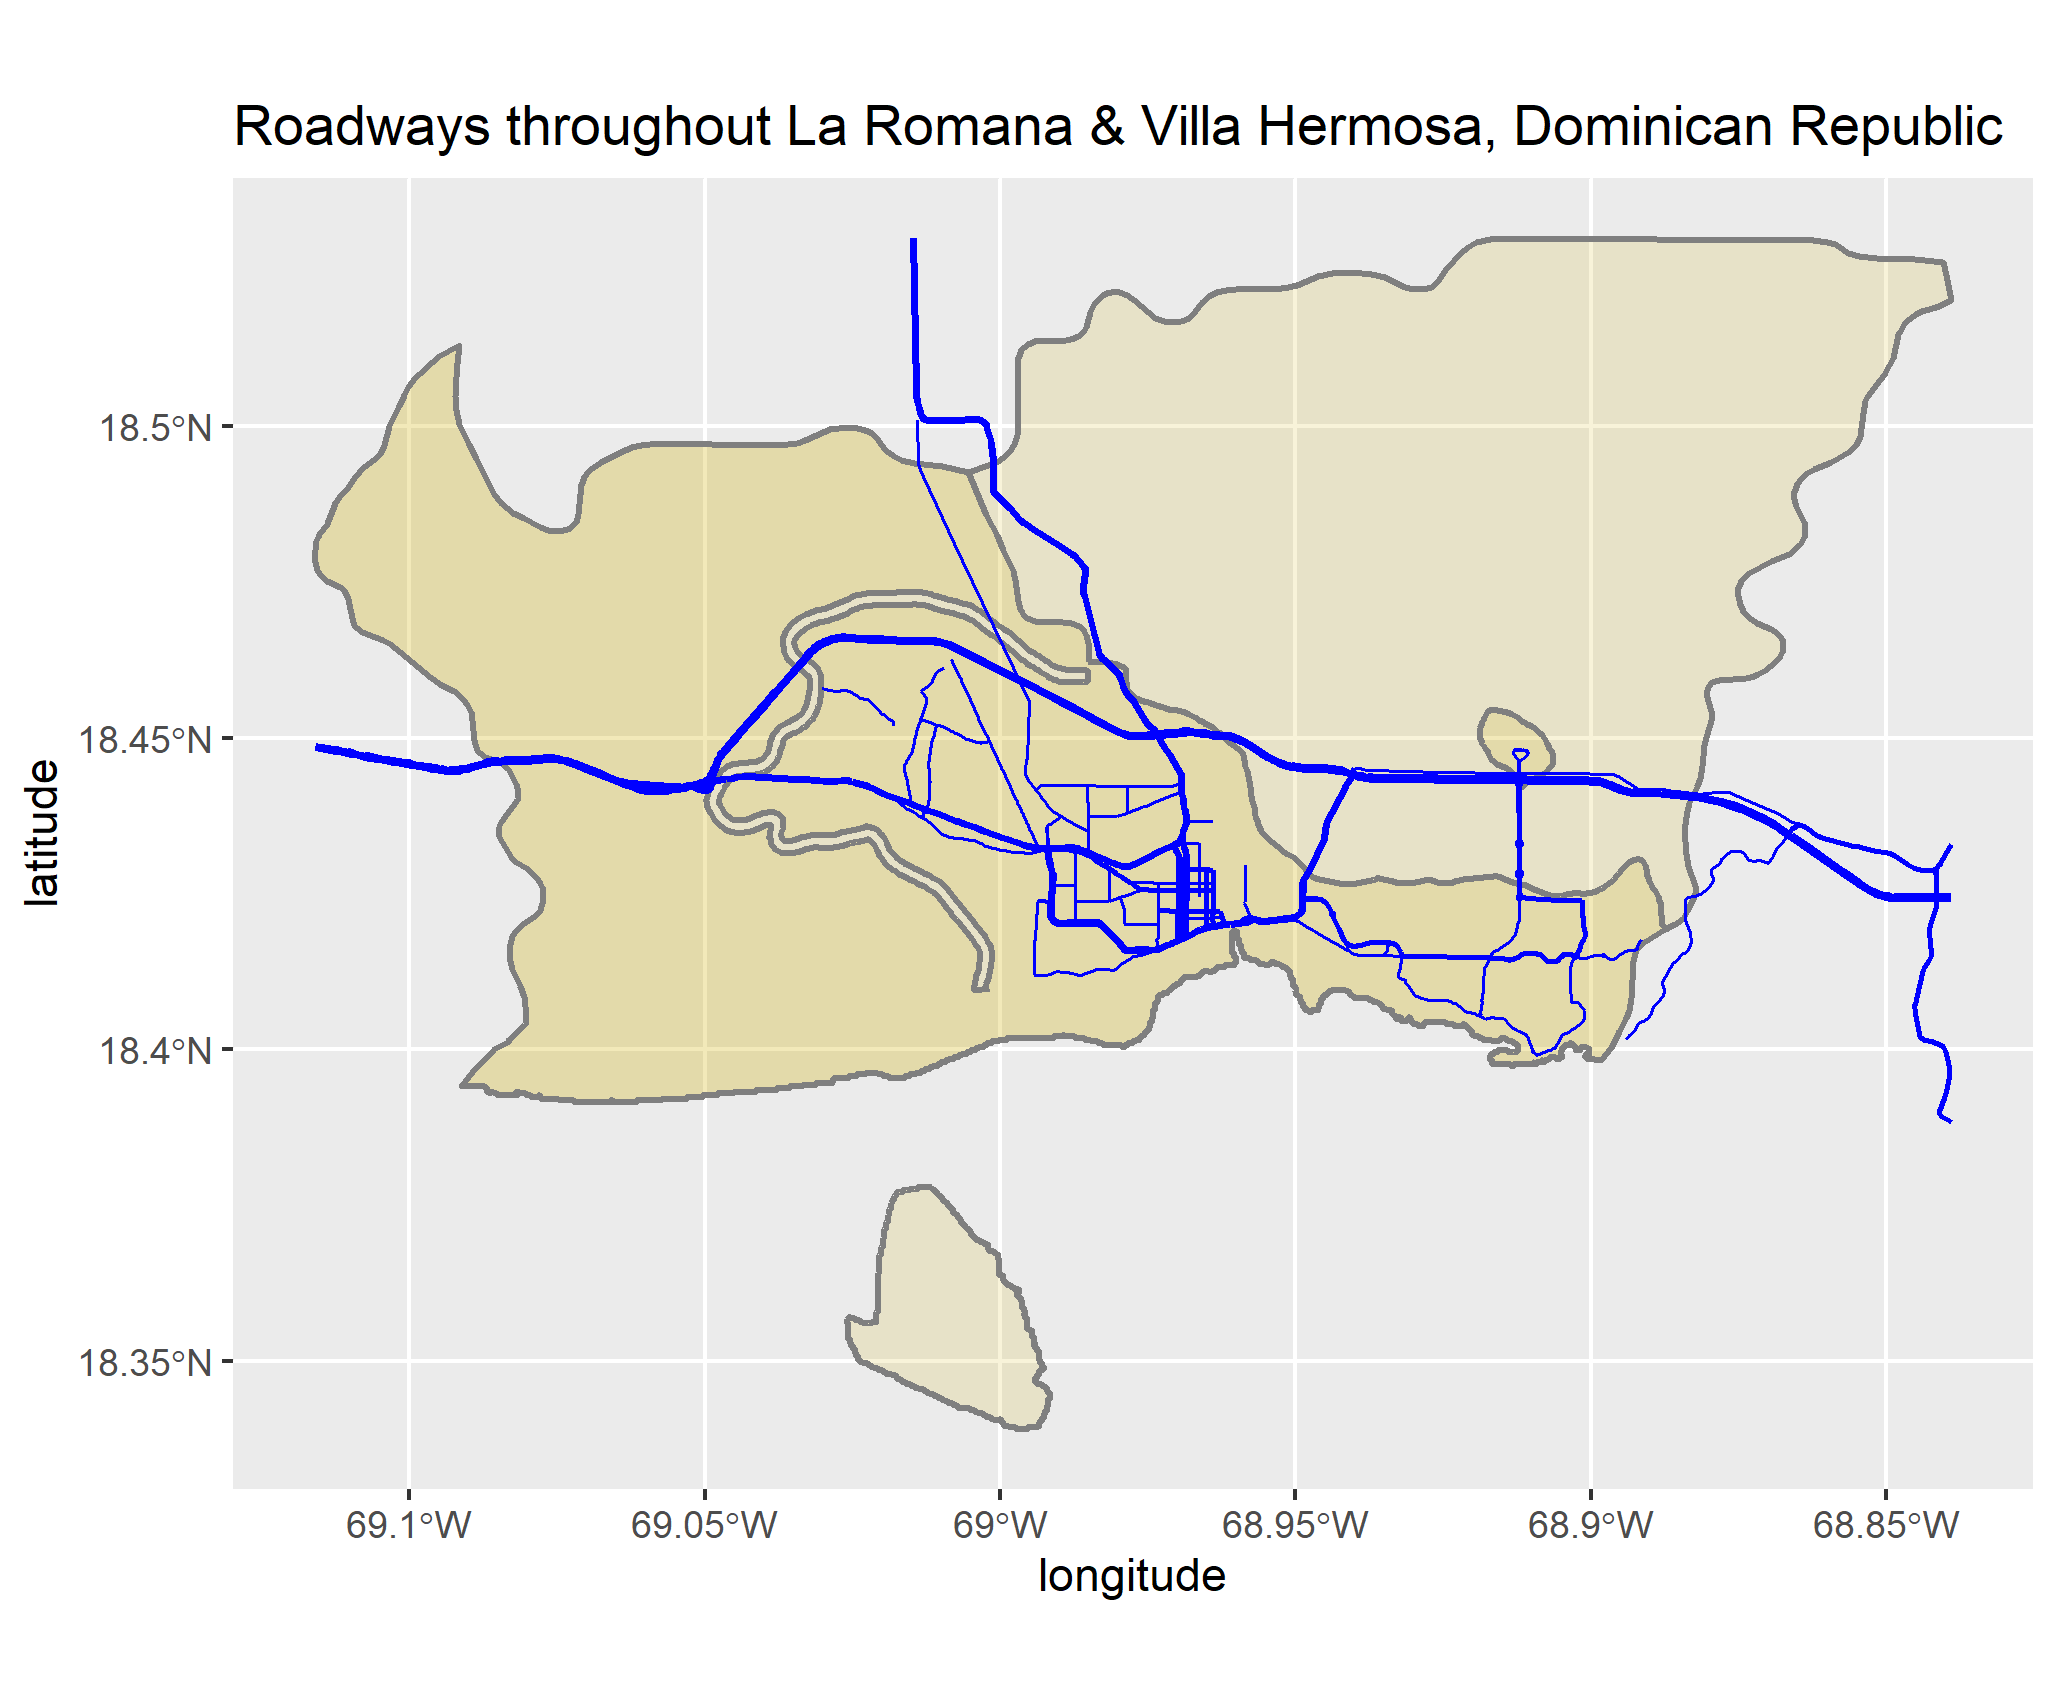 Roadways throughout La Romana & Villa Hermosa, Dominican Republic
18.5°N
18.45°N
18.4°N
18.35°N
latitude
69.1°W
69.05°W
69°W
68.95°W
68.9°W
68.85°W
longitude